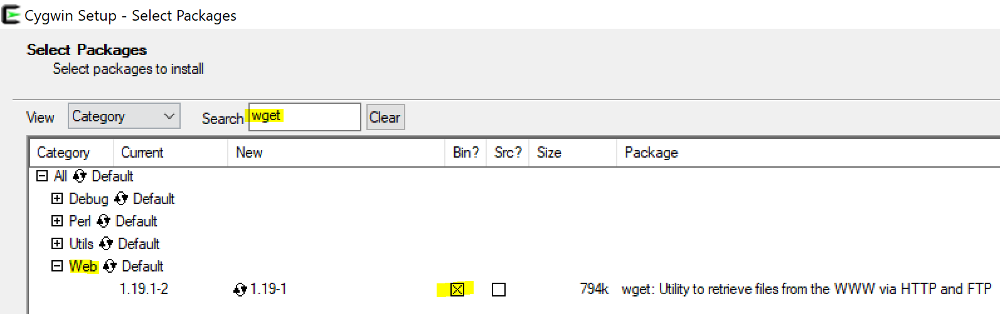 Cygwin Setup - Select Packages
Select Packages
Select packages to install
View Category Search wget Clear
Category Current New Bin? Src? Size Package
All Default
Debug Default
Perl Default
Utils Default
Web Default
1.19.1-2 1.19-1 794k wget: Utility to retrieve files from the WWW via HTTP and FTP